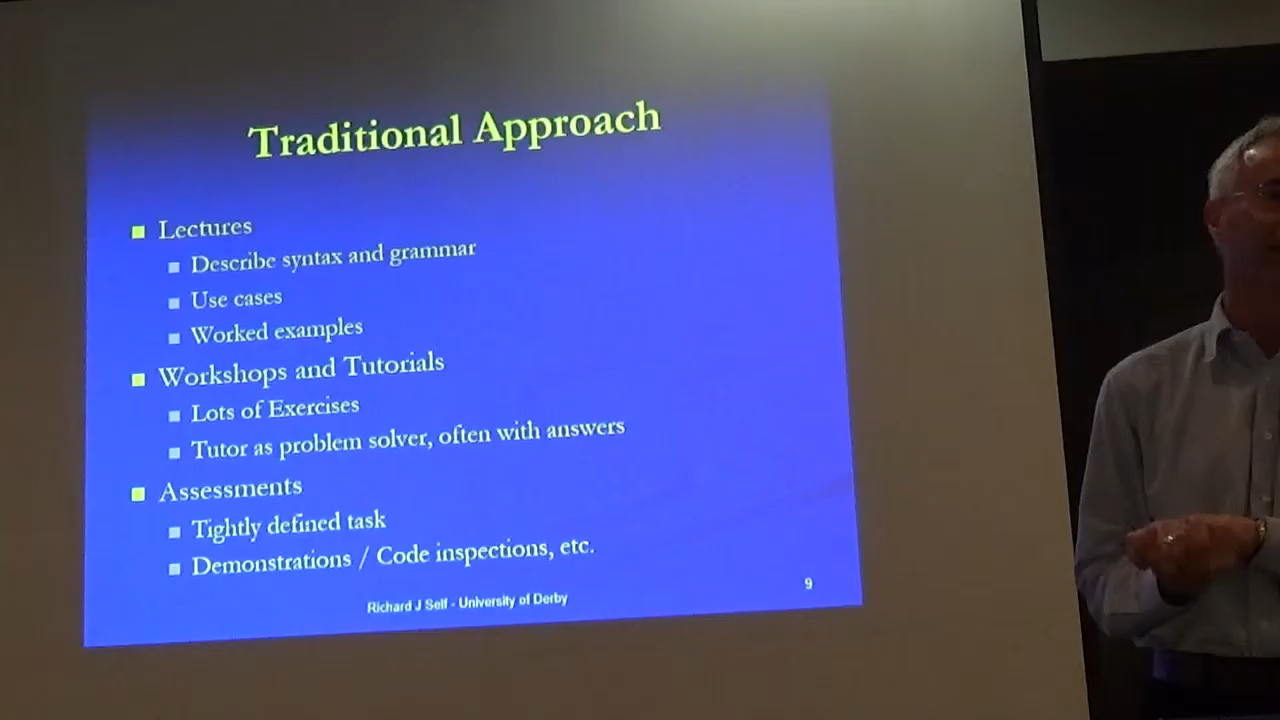 Traditional Approach
Lectures
Describe syntax and grammar
Use cases
Worked examples
Workshops and Tutorials
Lots of Exercises
Tutor as problem solver, often with answers
Assessments
Tightly defined task
Demonstrations / Code inspections, etc.
Richard J Self - University of Derby
9